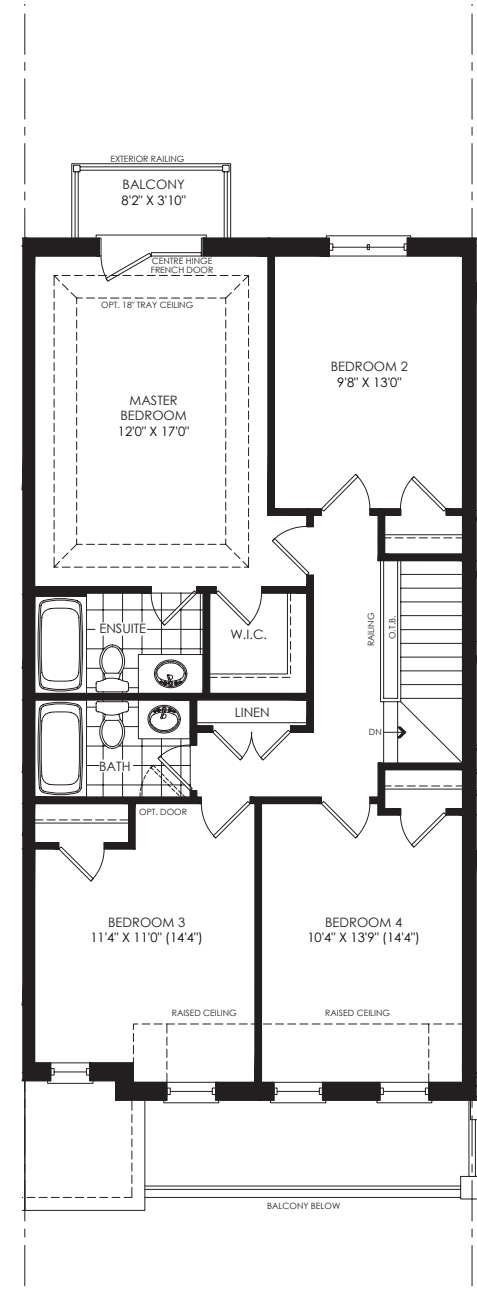 EXTERIOR RAILING
BALCONY
8'2" X 3'10"
CENTRE HINGE
FRENCH DOOR
OPT. 18" TRAY CEILING
BEDROOM 2
9'8" X 13'0"
MASTER
BEDROOM
12'0" X 17'0"
ENSUITE
W.I.C.
RAILING
O.T.B.
LINEN
DN
BATH
OPT. DOOR
BEDROOM 3
11'4" X 11'0" (14'4")
BEDROOM 4
10'4" X 13'9" (14'4")
RAISED CEILING
RAISED CEILING
BALCONY BELOW